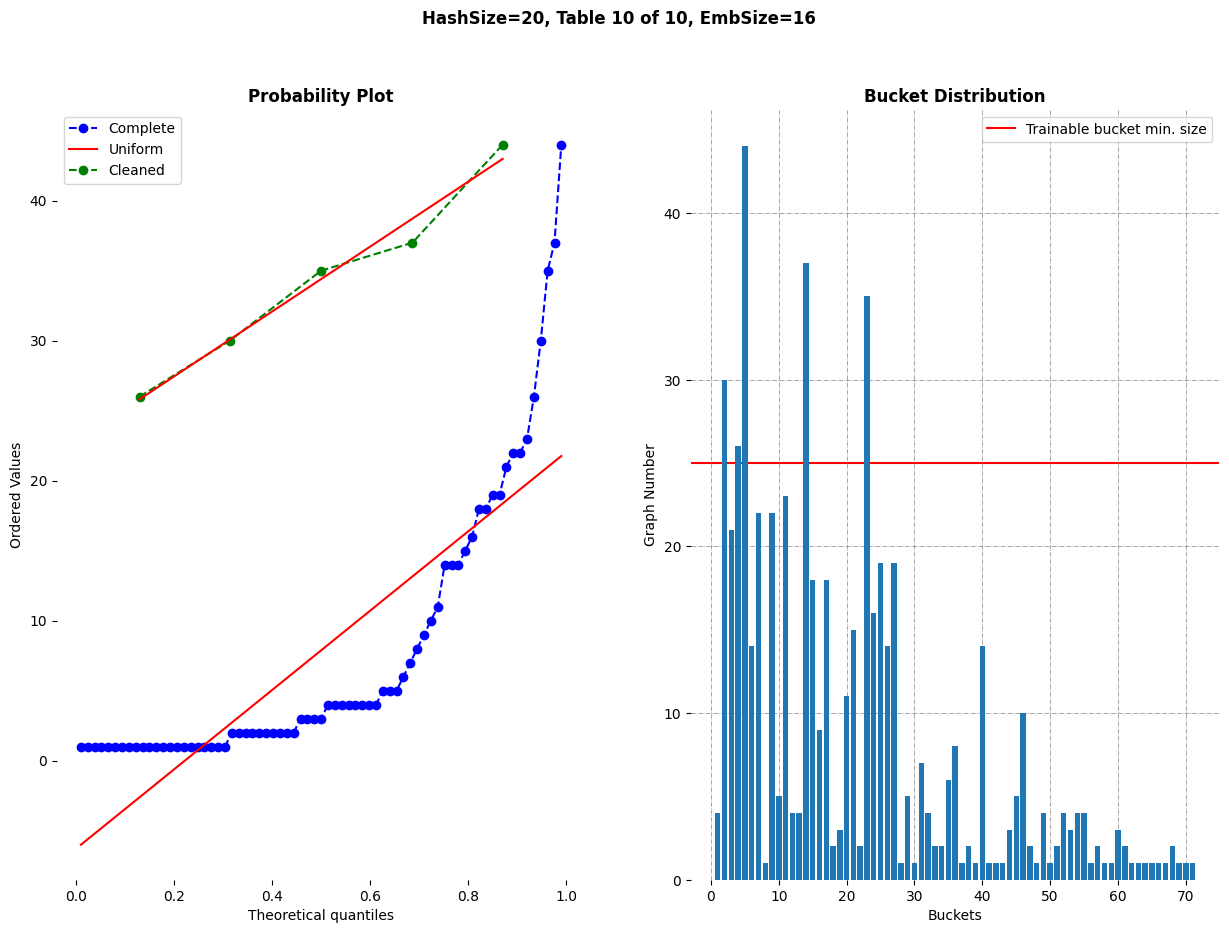 HashSize=20, Table 10 of 10, EmbSize=16
Probability Plot
Complete
Uniform
Cleaned
40
30
20
10
0
Ordered Values
0.0 0.2 0.4 0.6 0.8 1.0
Theoretical quantiles
Bucket Distribution
Trainable bucket min. size
40
30
20
10
0
Graph Number
0 10 20 30 40 50 60 70
Buckets